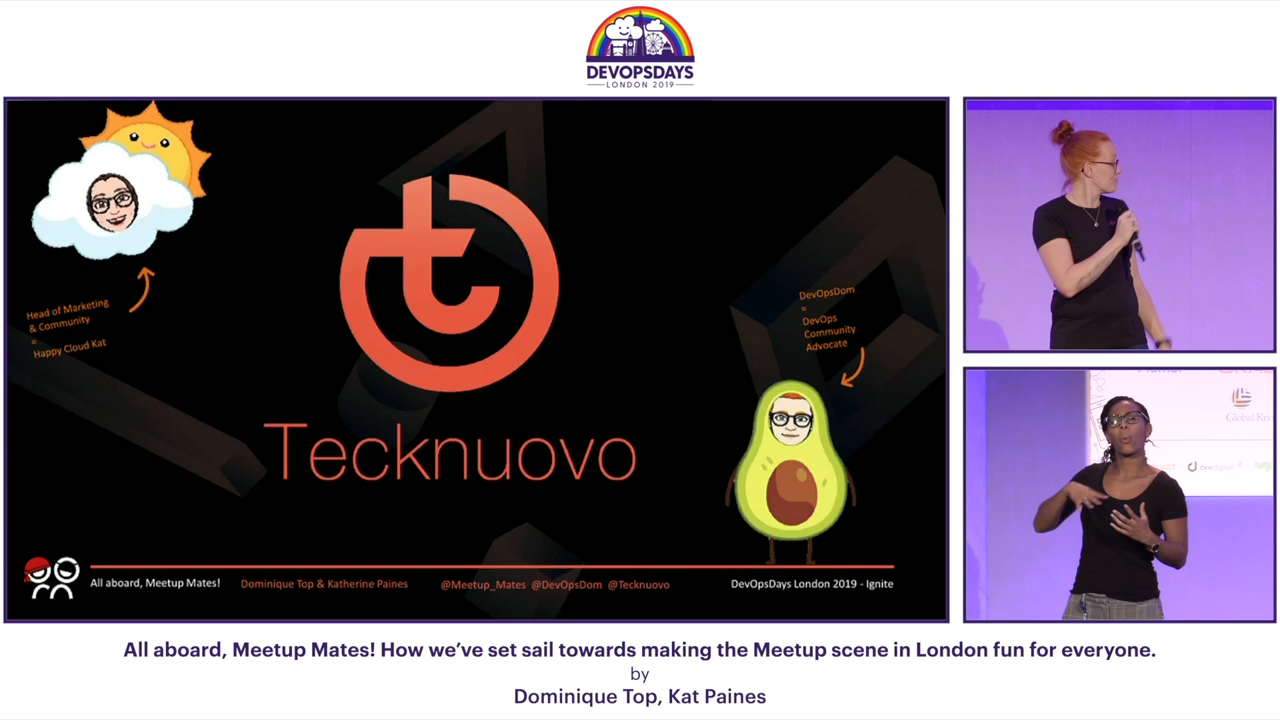 DEVOPSDAYS
LONDON 2019
Head of Marketing
& Community
=
Happy Cloud Kat
Tecknuovo
DevOpsDom
=
DevOps
Community
Advocate
All aboard, Meetup Mates!
Dominique Top & Katherine Paines
@Meetup_Mates @DevOpsDom @Tecknuovo
DevOpsDays London 2019 - Ignite
Global
All aboard, Meetup Mates! How we’ve set sail towards making the Meetup scene in London fun for everyone.
by
Dominique Top, Kat Paines